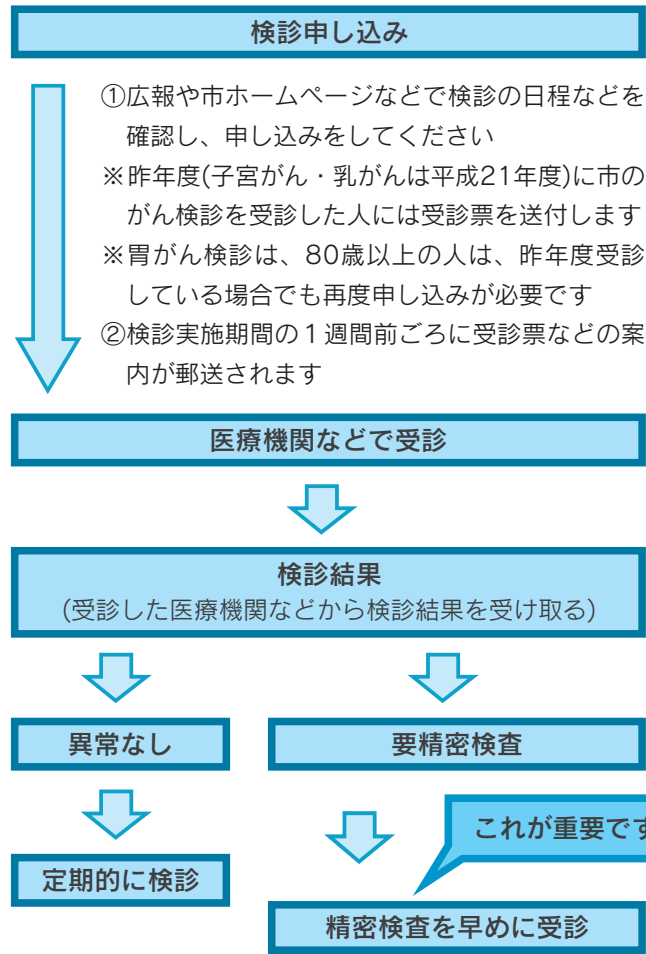 検診申し込み
①広報や市ホームページなどで検診の日程などを
確認し、申し込みをしてください
※昨年度(子宮がん・乳がんは平成21年度)に市の
がん検診を受診した人には受診票を送付します
※胃がん検診は、80歳以上の人は、昨年度受診
している場合でも再度申し込みが必要です
②検診実施期間の１週間前ごろに受診票などの案
内が郵送されます
医療機関などで受診
検診結果
(受診した医療機関などから検診結果を受け取る)
異常なし
要精密検査
これが重要です
定期的に検診
精密検査を早めに受診